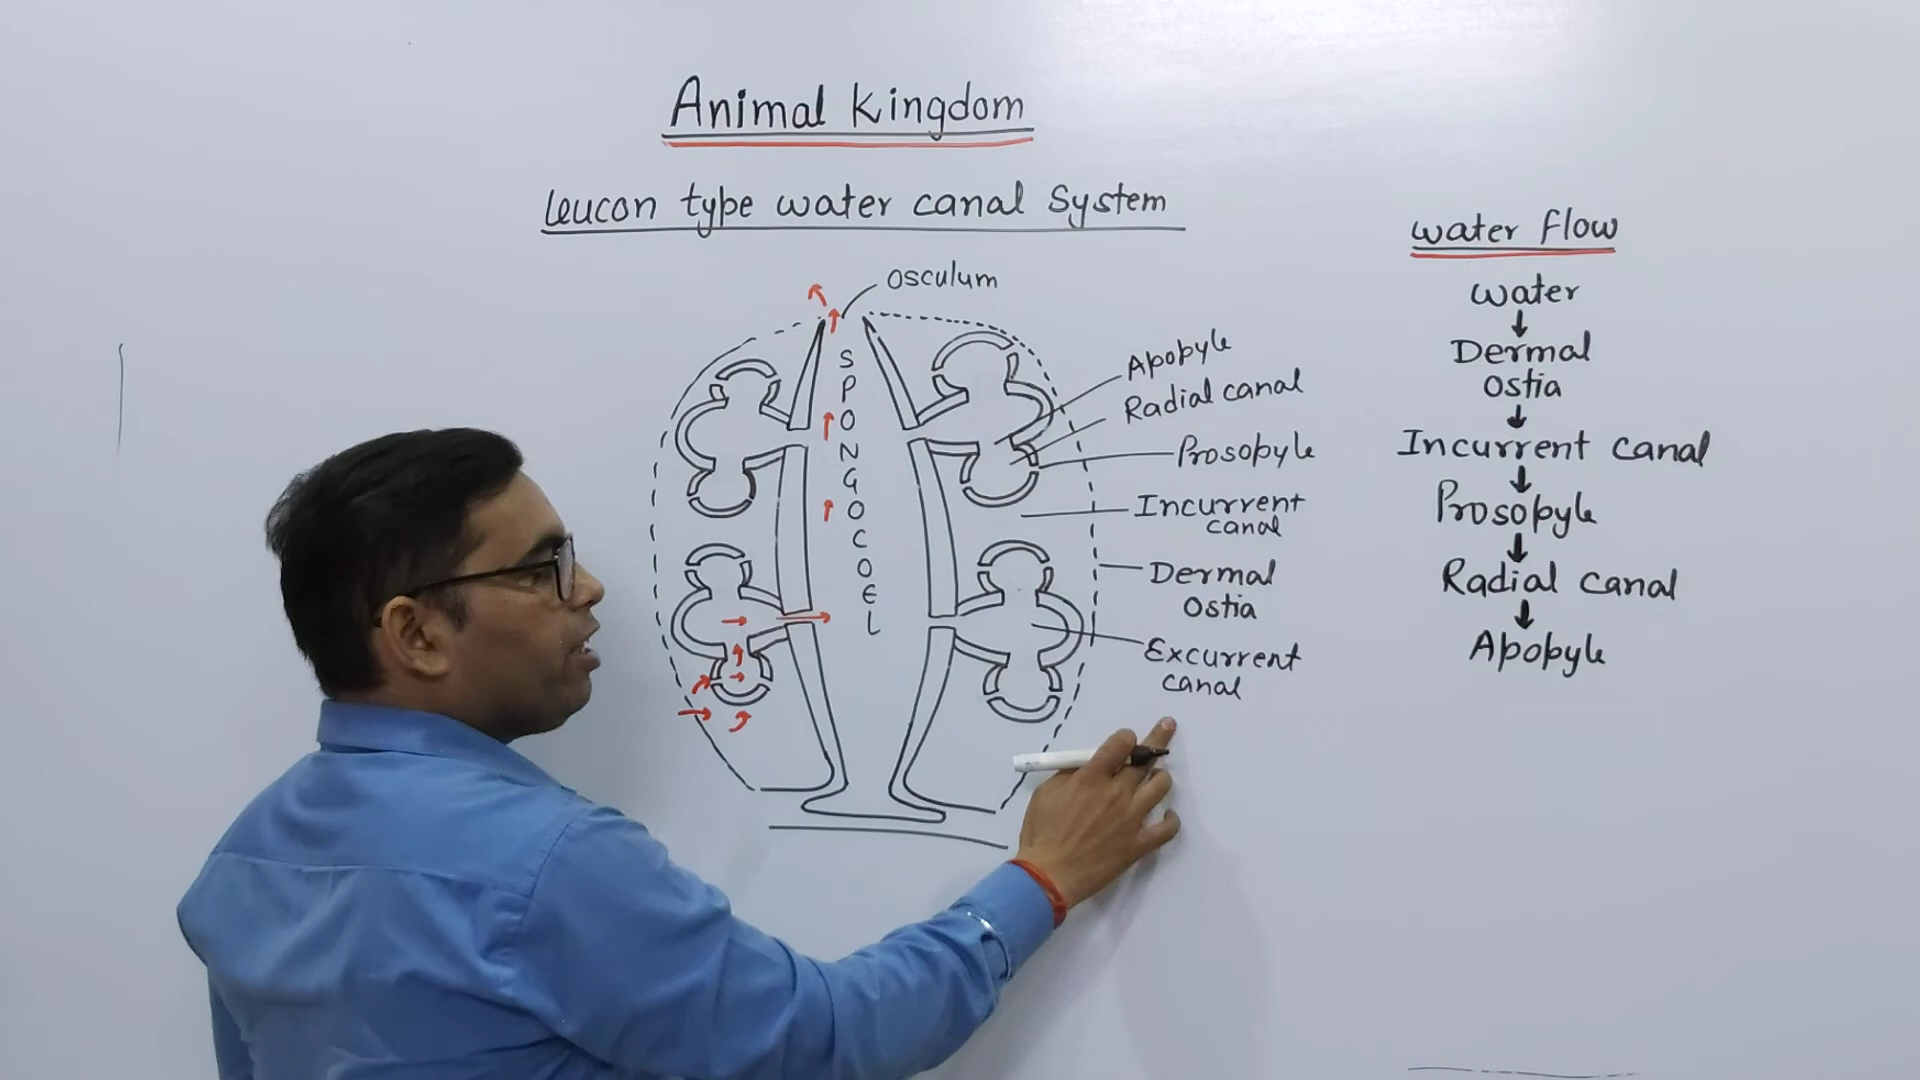 Animal Kingdom
Leucon type water canal System
osculum
SPONGOCOEL
Apopyle
Radial canal
Prosopyle
Incurrent
canal
Dermal
Ostia
Excurrent
canal
water flow
water
Dermal
Ostia
Incurrent canal
Prosopyle
Radial canal
Apopyle